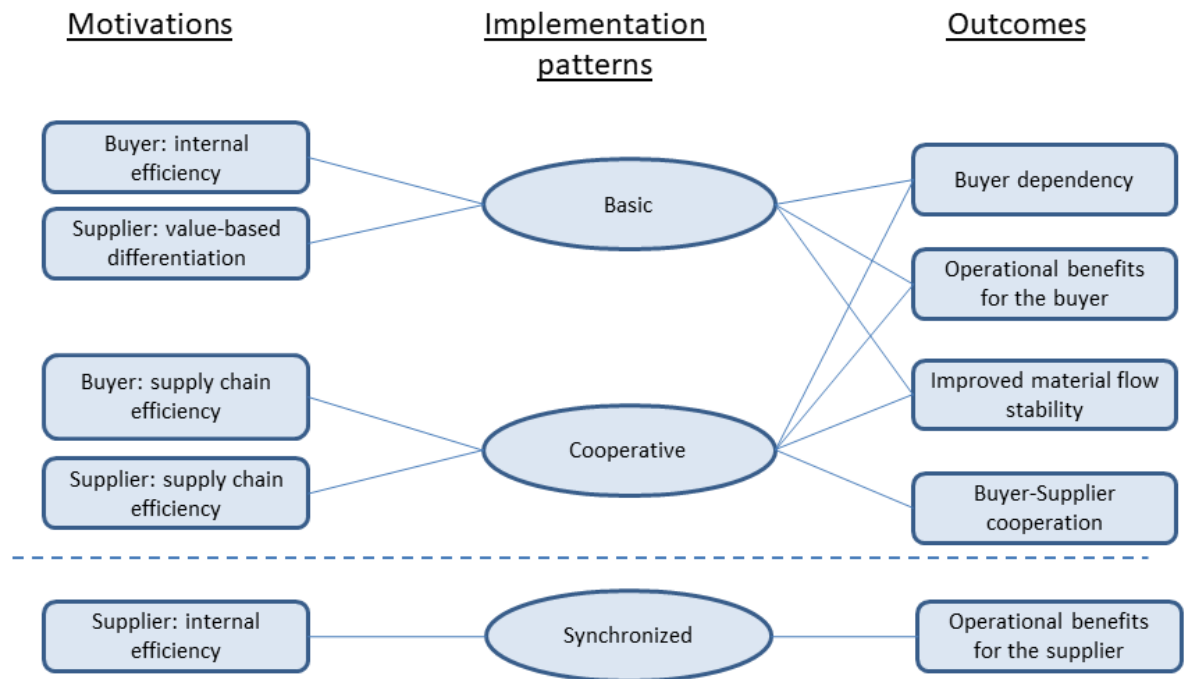 Motivations
Implementation
patterns
Outcomes
Buyer: internal
efficiency
Supplier: value-based
differentiation
Basic
Buyer dependency
Operational benefits
for the buyer
Buyer: supply chain
efficiency
Supplier: supply chain
efficiency
Cooperative
Improved material flow
stability
Buyer-Supplier
cooperation
Supplier: internal
efficiency
Synchronized
Operational benefits
for the supplier